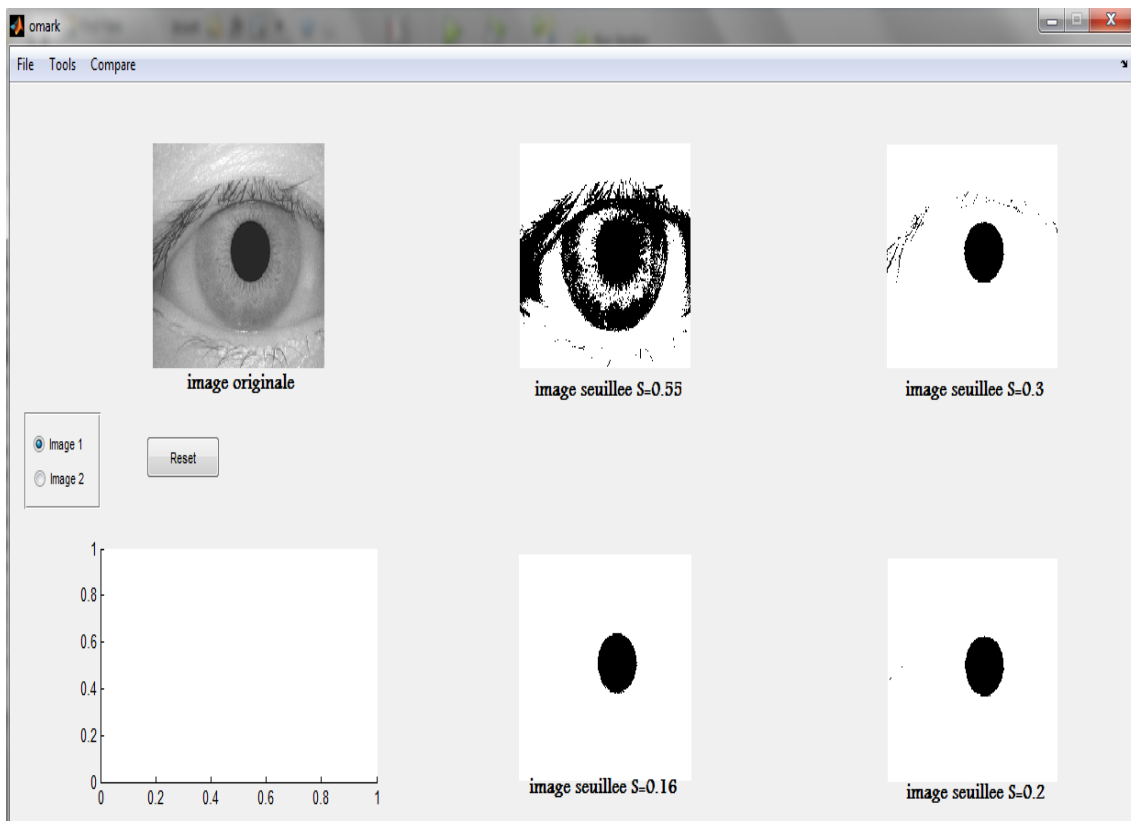 omark
File Tools Compare
image originale
image seuillee S=0.55
image seuillee S=0.3
Image 1
Image 2
Reset
1
0.8
0.6
0.4
0.2
0
0 0.2 0.4 0.6 0.8 1
image seuillee S=0.16
image seuillee S=0.2